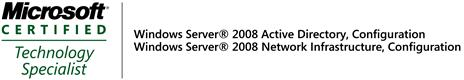 Microsoft
CERTIFIED
Technology
Specialist
Windows Server® 2008 Active Directory, Configuration
Windows Server® 2008 Network Infrastructure, Configuration